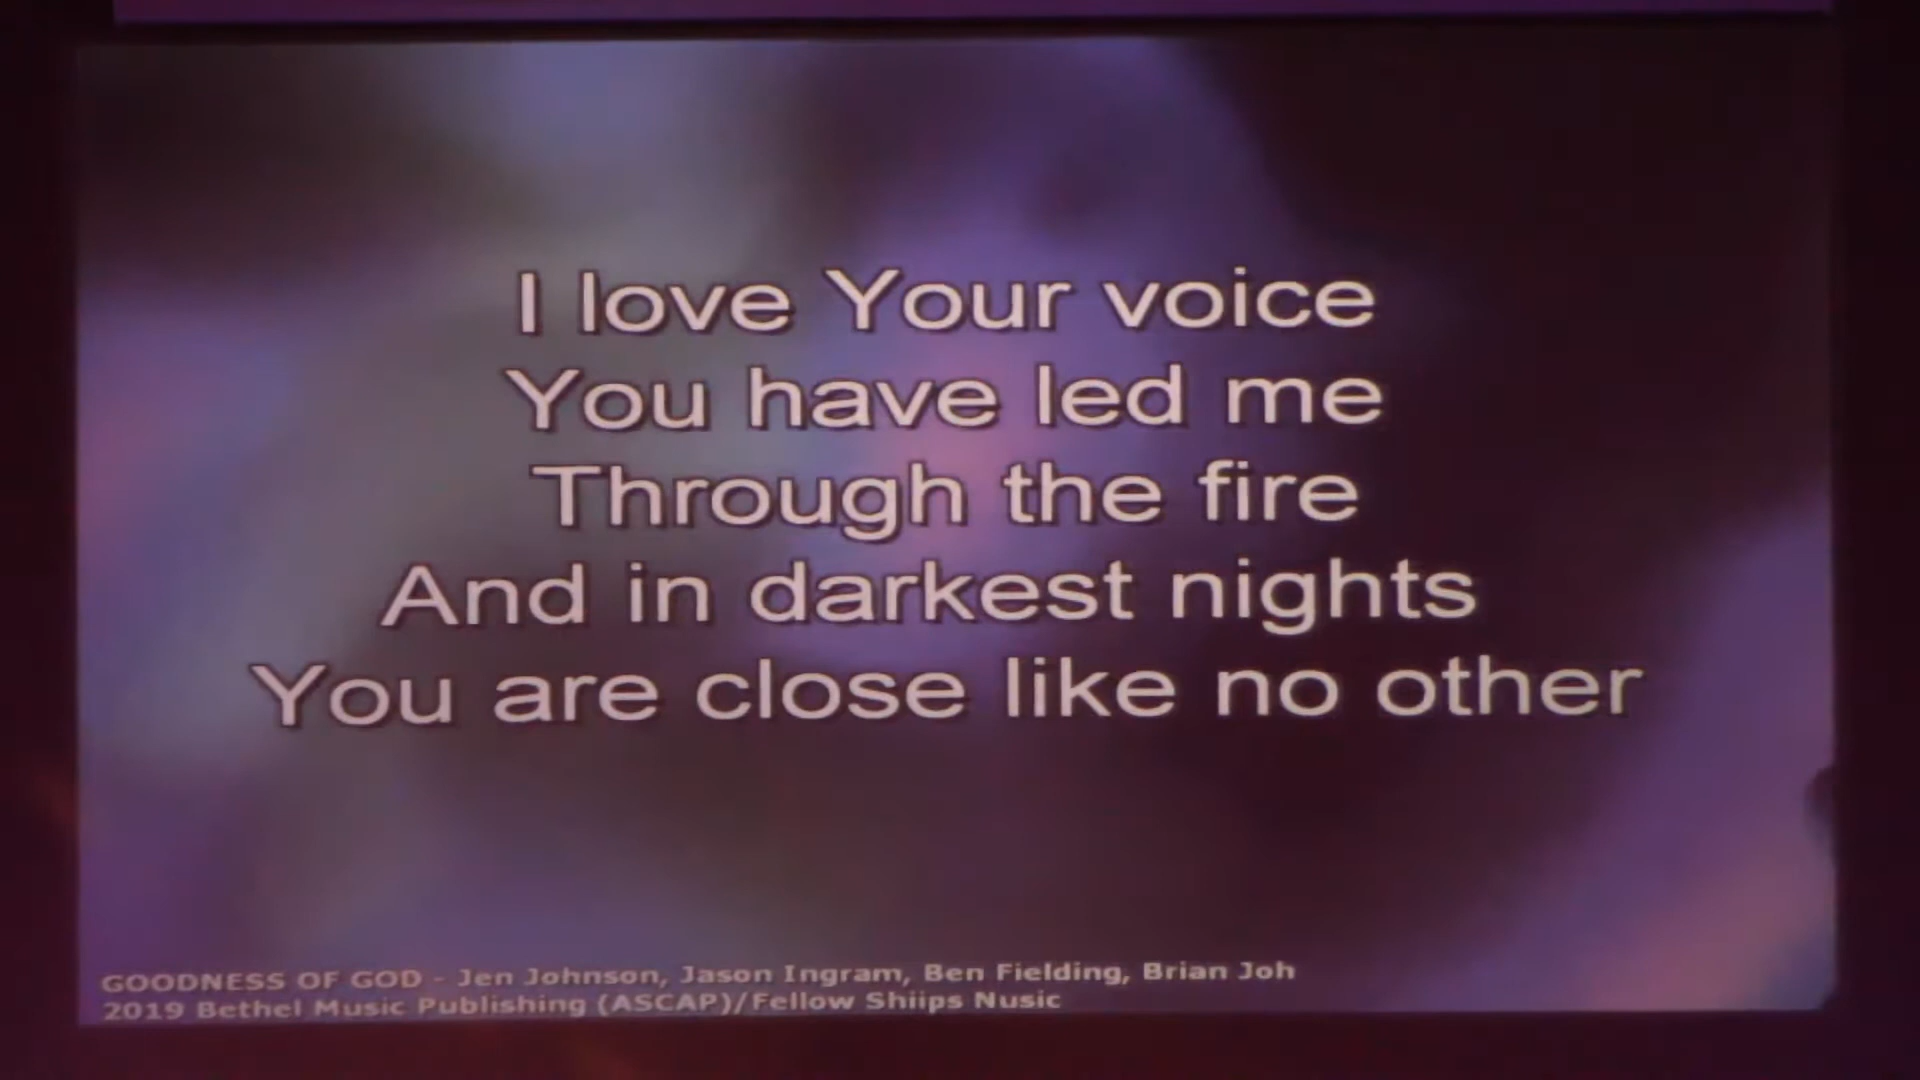 I love Your voice
You have led me
Through the fire
And in darkest nights
You are close like no other
GOODNESS OF GOD - Jen Johnson, Jason Ingram, Ben Fielding, Brian Joh
2019 Bethel Music Publishing (ASCAP)/Fellow Shiips Nusic